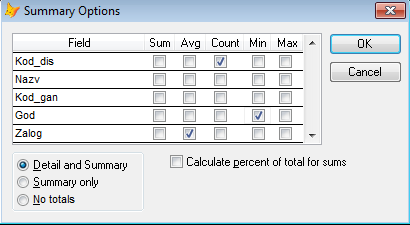 Summary Options
Field Sum Avg Count Min Max
Kod_dis
Nazv
Kod_gan
God
Zalog
OK
Cancel
Detail and Summary
Summary only
No totals
Calculate percent of total for sums